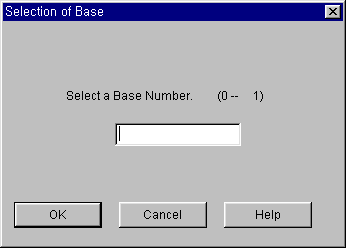 Selection of Base
Select a Base Number. (0 -- 1)
OK Cancel Help